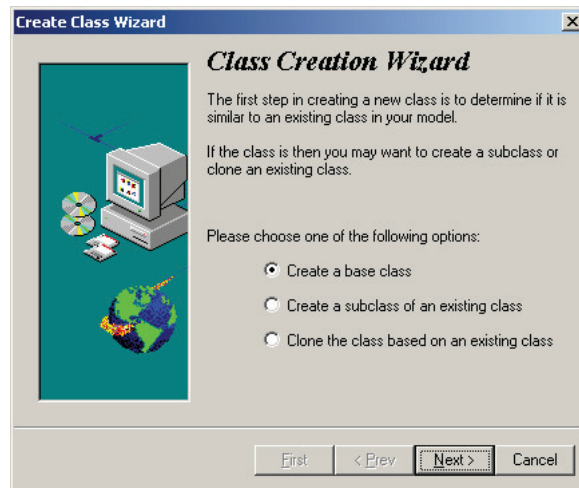 Create Class Wizard
Class Creation Wizard
The first step in creating a new class is to determine if it is
similar to an existing class in your model.
If the class is then you may want to create a subclass or
clone an existing class.
Please choose one of the following options:
Create a base class
Create a subclass of an existing class
Clone the class based on an existing class
First
< Prev
Next >
Cancel